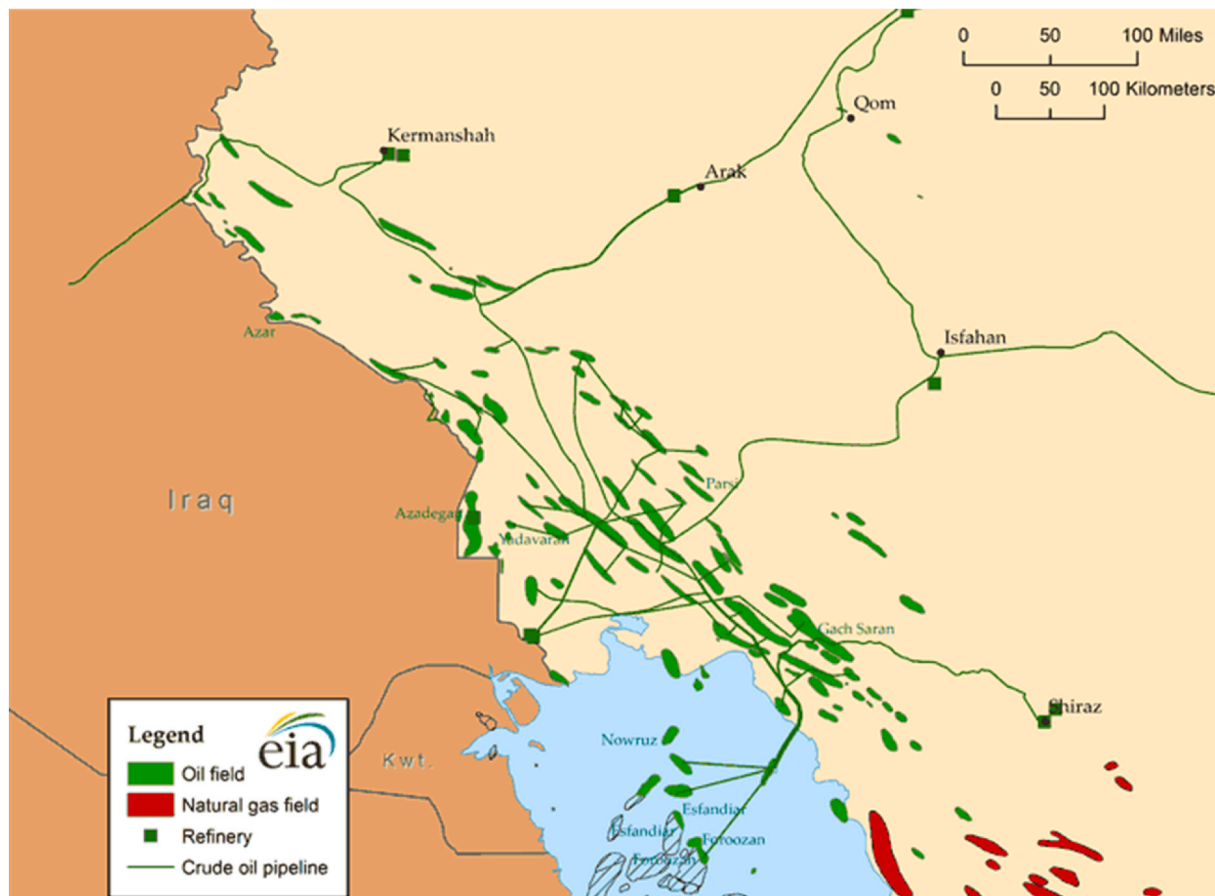 0 50 100 Miles
0 50 100 Kilometers
Qom
Kermanshah
Arak
Azar
Isfahan
Parsi
Iraq
Azadegan
Yadavaran
Gach Saran
Shiraz
Nowruz
Kwt.
Esfandiar
Esfandiar
Foroozan
Foroozan
Legend
eia
Oil field
Natural gas field
Refinery
Crude oil pipeline